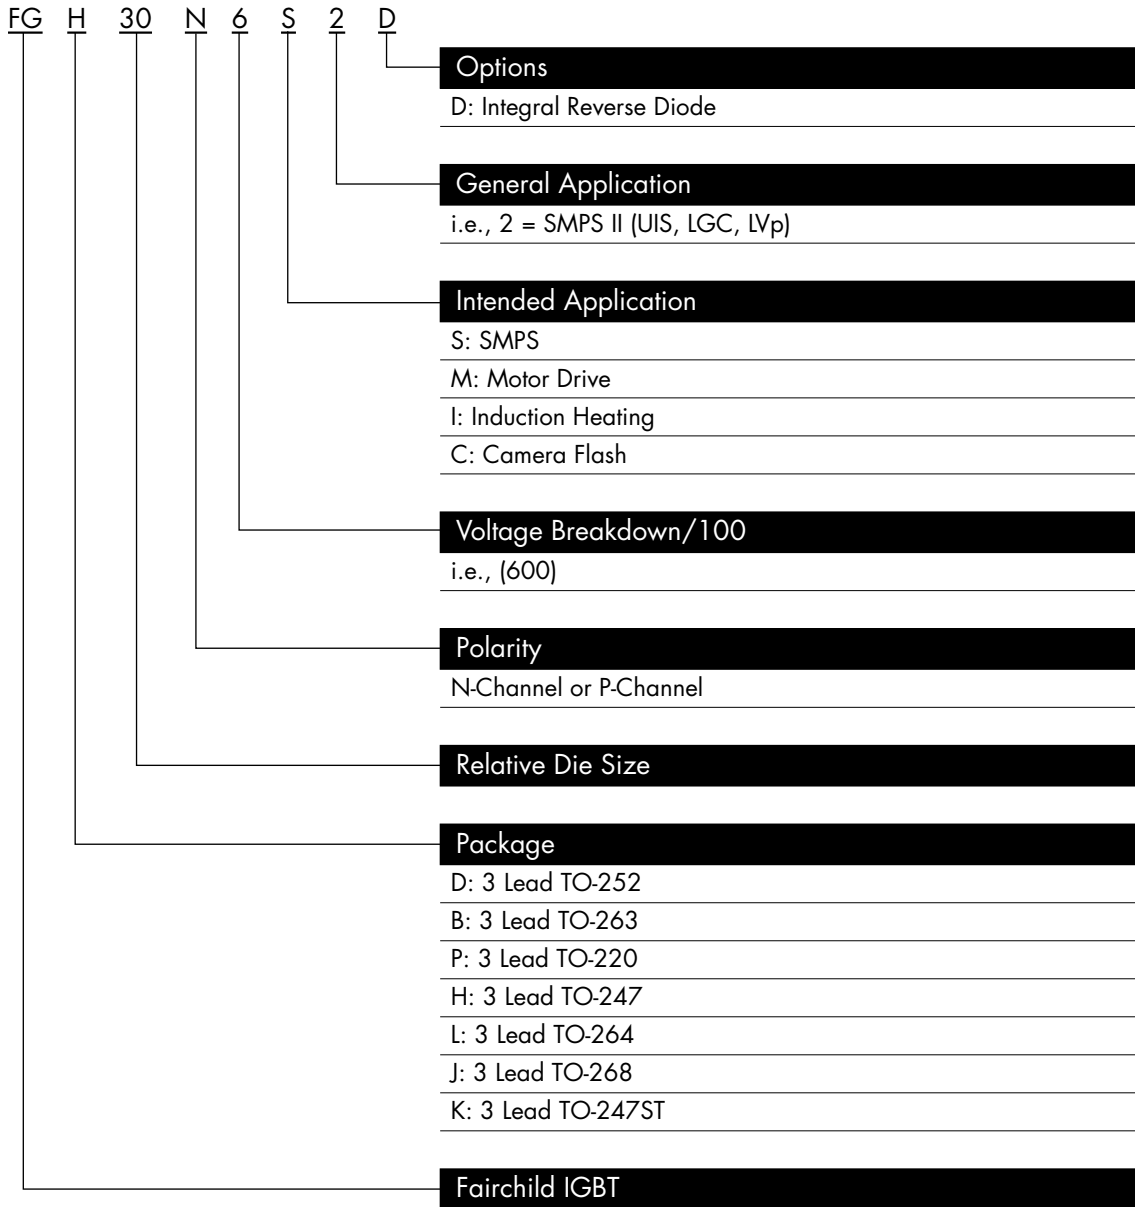 FG H 30 N 6 S 2 D
Options
D: Integral Reverse Diode
General Application
i.e., 2 = SMPS II (UIS, LGC, LVp)
Intended Application
S: SMPS
M: Motor Drive
I: Induction Heating
C: Camera Flash
Voltage Breakdown/100
i.e., (600)
Polarity
N-Channel or P-Channel
Relative Die Size
Package
D: 3 Lead TO-252
B: 3 Lead TO-263
P: 3 Lead TO-220
H: 3 Lead TO-247
L: 3 Lead TO-264
J: 3 Lead TO-268
K: 3 Lead TO-247ST
Fairchild IGBT